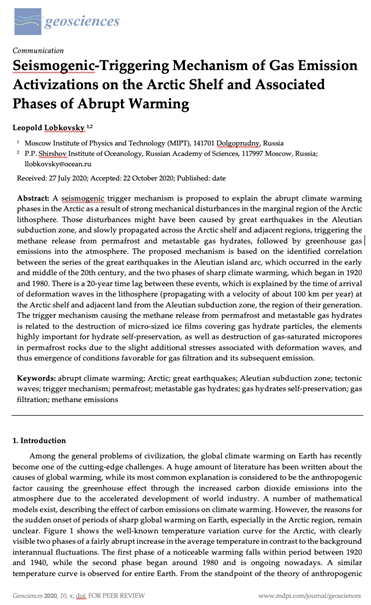 geosciences
Communication
Seismogenic-Triggering Mechanism of Gas Emission
Activizations on the Arctic Shelf and Associated
Phases of Abrupt Warming
Leopold Lobkovsky 1,2
1 Moscow Institute of Physics and Technology (MIPT), 141701 Dolgoprudny, Russia
2 P.P. Shirshov Institute of Oceanology, Russian Academy of Sciences, 117997 Moscow, Russia;
llobkovsky@ocean.ru
Received: 27 July 2020; Accepted: 22 October 2020; Published: date
Abstract: A seismogenic trigger mechanism is proposed to explain the abrupt climate warming
phases in the Arctic as a result of strong mechanical disturbances in the marginal region of the Arctic
lithosphere. Those disturbances might have been caused by great earthquakes in the Aleutian
subduction zone, and slowly propagated across the Arctic shelf and adjacent regions, triggering the
methane release from permafrost and metastable gas hydrates, followed by greenhouse gas
emissions into the atmosphere. The proposed mechanism is based on the identified correlation
between the series of the great earthquakes in the Aleutian island arc, which occurred in the early
and middle of the 20th century, and the two phases of sharp climate warming, which began in 1920
and 1980. There is a 20-year time lag between these events, which is explained by the time of arrival
of deformation waves in the lithosphere (propagating with a velocity of about 100 km per year) at
the Arctic shelf and adjacent land from the Aleutian subduction zone, the region of their generation.
The trigger mechanism causing the methane release from permafrost and metastable gas hydrates
is related to the destruction of micro-sized ice films covering gas hydrate particles, the elements
highly important for hydrate self-preservation, as well as destruction of gas-saturated micropores
in permafrost rocks due to the slight additional stresses associated with deformation waves, and
thus emergence of conditions favorable for gas filtration and its subsequent emission.
Keywords: abrupt climate warming; Arctic; great earthquakes; Aleutian subduction zone; tectonic
waves; trigger mechanism; permafrost; metastable gas hydrates; gas hydrates self-preservation; gas
filtration; methane emissions
1. Introduction
Among the general problems of civilization, the global climate warming on Earth has recently
become one of the cutting-edge challenges. A huge amount of literature has been written about the
causes of global warming, while its most common explanation is considered to be the anthropogenic
factor causing the greenhouse effect through the increased carbon dioxide emissions into the
atmosphere due to the accelerated development of world industry. A number of mathematical
models exist, describing the effect of carbon emissions on climate warming. However, the reasons for
the sudden onset of periods of sharp global warming on Earth, especially in the Arctic region, remain
unclear. Figure 1 shows the well-known temperature variation curve for the Arctic, with clearly
visible two phases of a fairly abrupt increase in the average temperature in contrast to the background
interannual fluctuations. The first phase of a noticeable warming falls within period between 1920
and 1940, while the second phase began around 1980 and is ongoing nowadays. A similar
temperature curve is observed for entire Earth. From the standpoint of the theory of anthropogenic
Geosciences 2020, 10, x; doi: FOR PEER REVIEW
www.mdpi.com/journal/geosciences